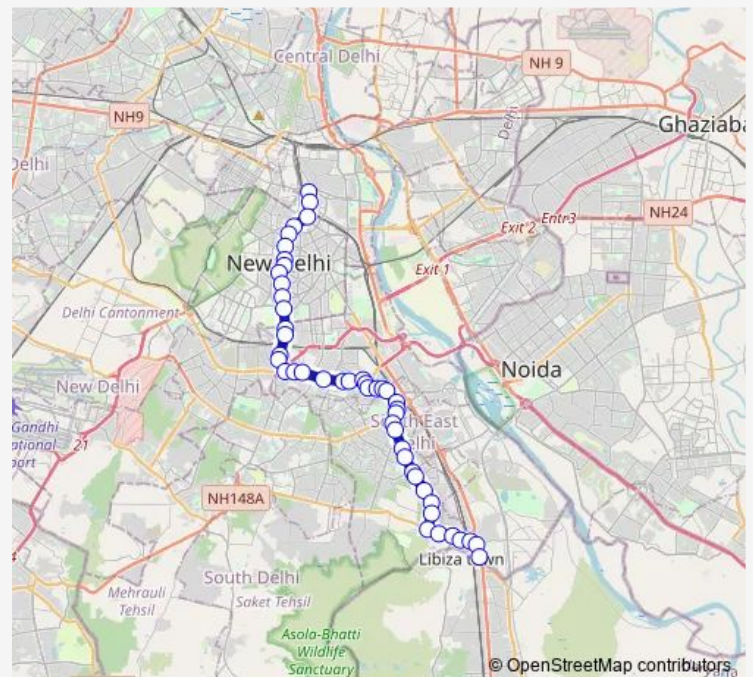 Central Delhi
NH 9
NH9
Ghaziaba
Delhi
Delhi
NH24
Entr3
Exit 2
New Delhi
Exit 1
Delhi Cantonment
Noida
New Delhi
Gandhi
ational
port
21
South East
Delhi
NH148A
Libiza town
South Delhi
Mehrauli
Tehsil
Saket Tehsil
Asola-Bhatti
Wildlife
Sanctuary
© OpenStreetMap contributors